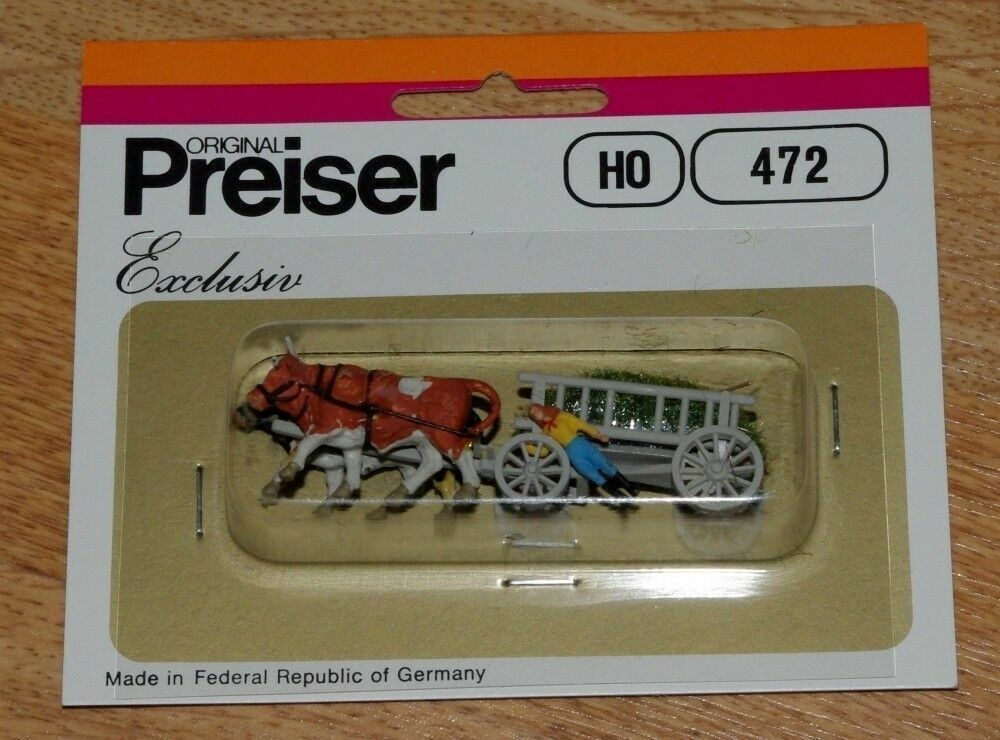 ORIGINAL
Preiser
HO
472
Exclusiv
Made in Federal Republic of Germany